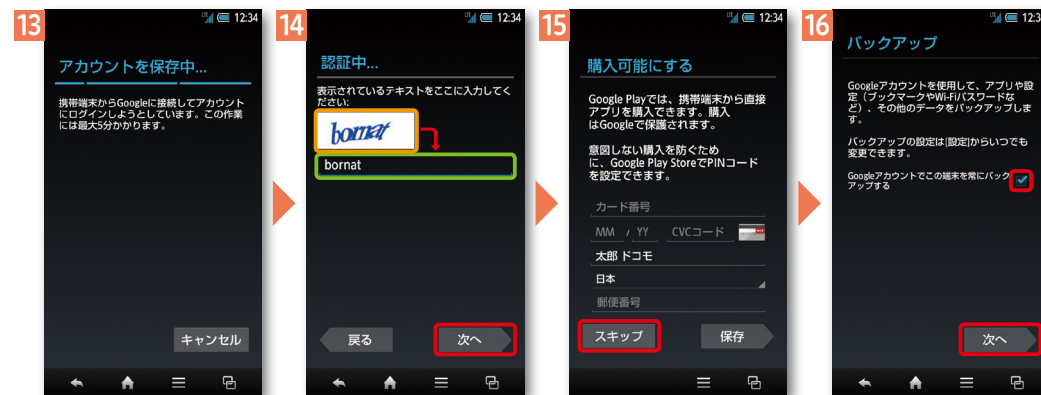 13
LTE 12:34
アカウントを保存中...
携帯端末からGoogleに接続してアカウント
にログインしようとしています。この作業
には最大5分かかります。
キャンセル
14
LTE 12:34
認証中...
表示されているテキストをここに入力してく
ださい:
bornat
bornat
戻る
次へ
15
LTE 12:34
購入可能にする
Google Playでは、携帯端末から直接
アプリを購入できます。購入
はGoogleで保護されます。
意図しない購入を防ぐため
に、Google Play StoreでPINコード
を設定できます。
カード番号
MM / YY CVCコード
太郎 ドコモ
日本
郵便番号
スキップ
保存
16
LTE 12:3
バックアップ
Googleアカウントを使用して、アプリや設
定（ブックマークやWi-Fiパスワードな
ど）、その他のデータをバックアップしま
す。
バックアップの設定は[設定]からいつでも
変更できます。
Googleアカウントでこの端末を常にバック
アップする
次へ